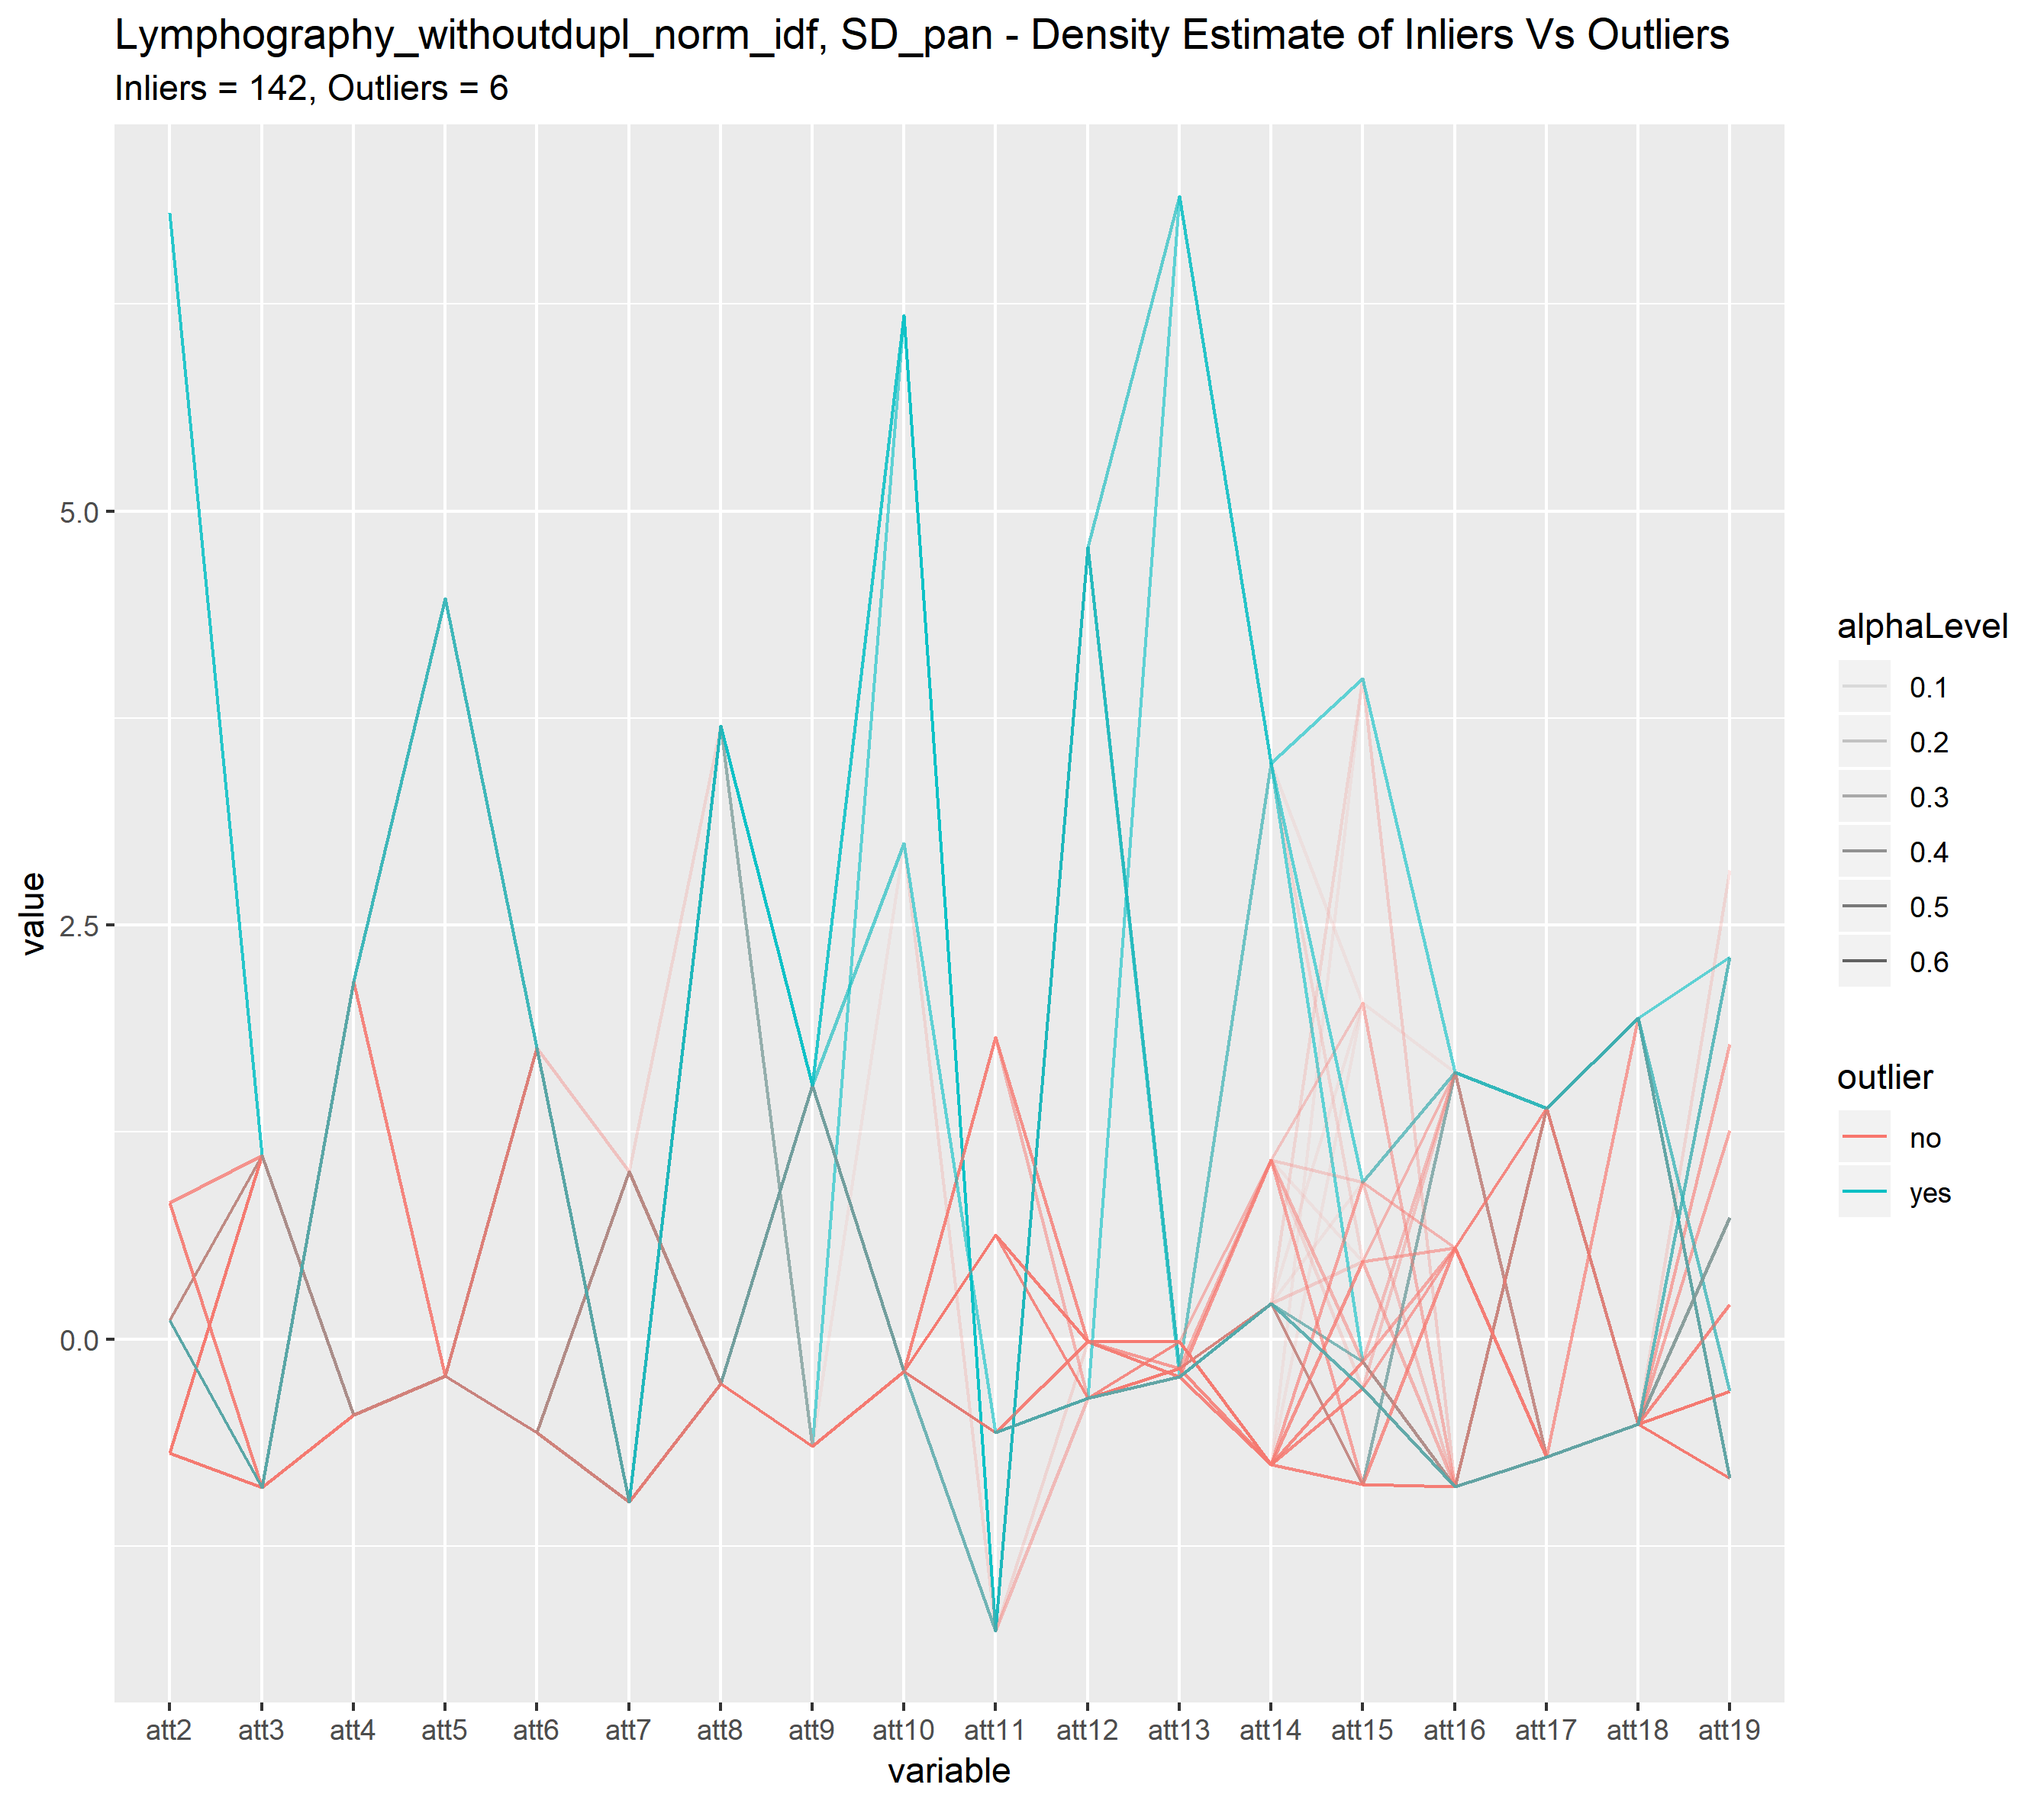 Lymphography_withoutdupl_norm_idf, SD_pan - Density Estimate of Inliers Vs Outliers
Inliers = 142, Outliers = 6
value
5.0
2.5
0.0
att2 att3 att4 att5 att6 att7 att8 att9 att10 att11 att12 att13 att14 att15 att16 att17 att18 att19
variable
alphaLevel
0.1
0.2
0.3
0.4
0.5
0.6
outlier
no
yes